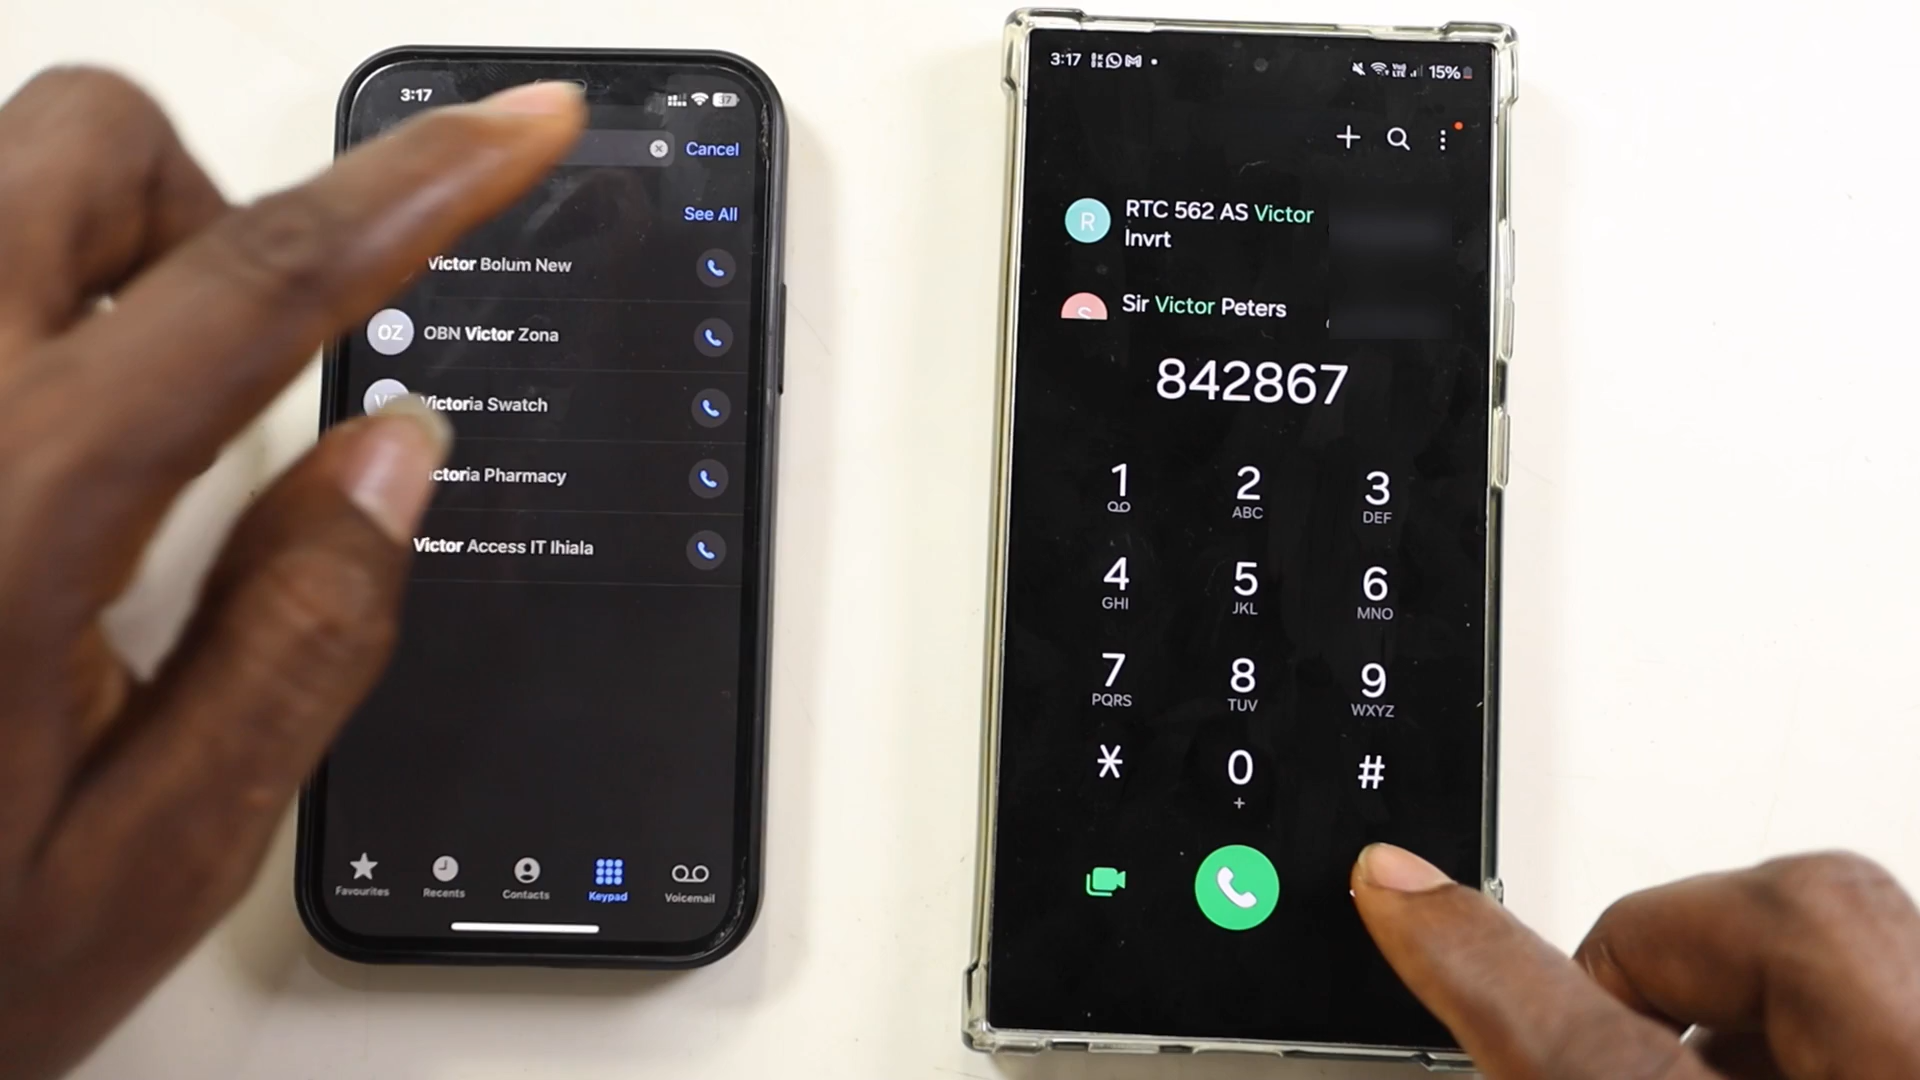 3:17
37
Cancel
See All
Victor Bolum New
OZ
OBN Victor Zona
Victoria Swatch
Pharmacy
Victor Access IT Ihiala
Favourites
Recents
Contacts
Keypad
Voicemail
3:17
15%
R
RTC 562 AS Victor
Invrt
S
Sir Victor Peters
842867
1
2
ABC
3
DEF
4
GHI
5
JKL
6
MNO
7
PQRS
8
TUV
9
WXYZ
*
0
+
#